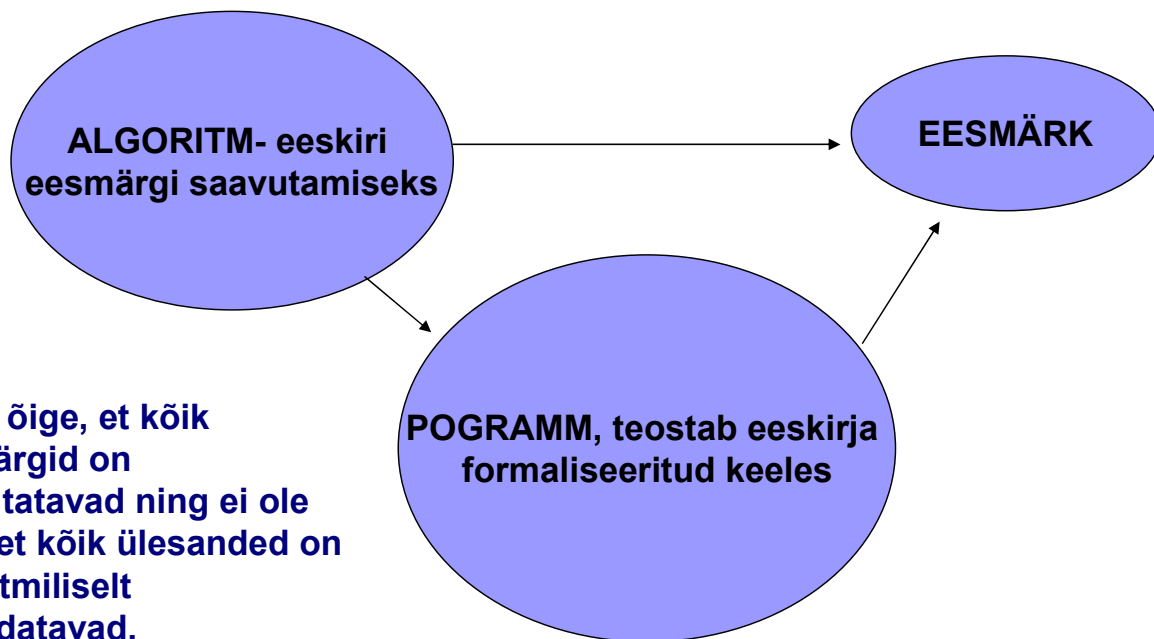 ALGORITM- eeskiri
eesmärgi saavutamiseks
EESMÄRK
POGRAMM, teostab eeskirja
formaliseeritud keeles
õige, et kõik
ärgid on
tatavad ning ei ole
et kõik ülesanded on
tmiliselt
datavad.